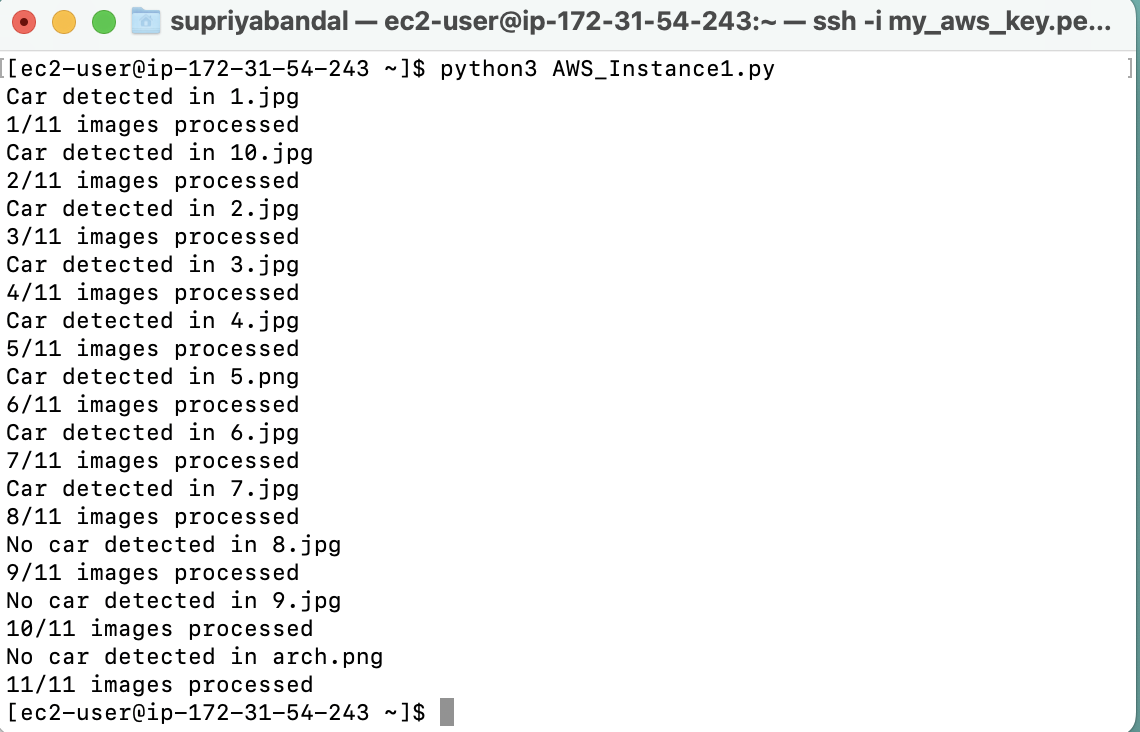 supriyabandal — ec2-user@ip-172-31-54-243:~ — ssh -i my_aws_key.pe...
[ec2-user@ip-172-31-54-243 ~]$ python3 AWS_Instance1.py
Car detected in 1.jpg
1/11 images processed
Car detected in 10.jpg
2/11 images processed
Car detected in 2.jpg
3/11 images processed
Car detected in 3.jpg
4/11 images processed
Car detected in 4.jpg
5/11 images processed
Car detected in 5.png
6/11 images processed
Car detected in 6.jpg
7/11 images processed
Car detected in 7.jpg
8/11 images processed
No car detected in 8.jpg
9/11 images processed
No car detected in 9.jpg
10/11 images processed
No car detected in arch.png
11/11 images processed
[ec2-user@ip-172-31-54-243 ~]$